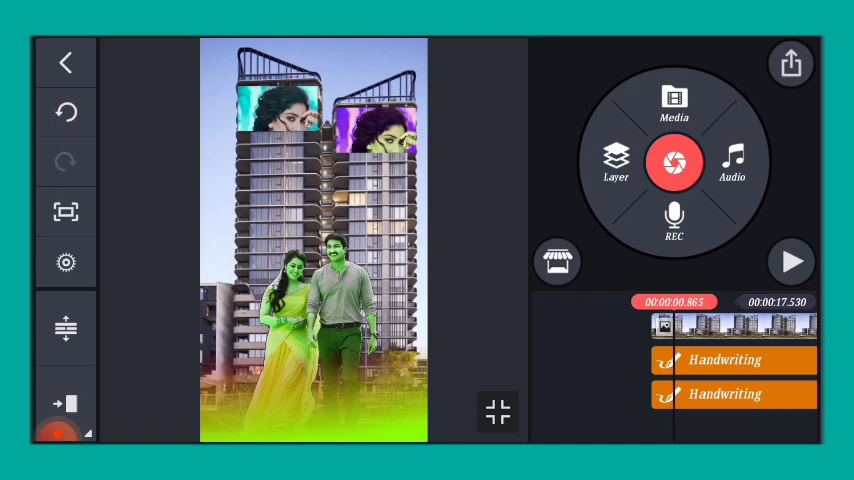 Media
Layer
Audio
REC
00:00:00.865
00:00:17.530
Handwriting
Handwriting